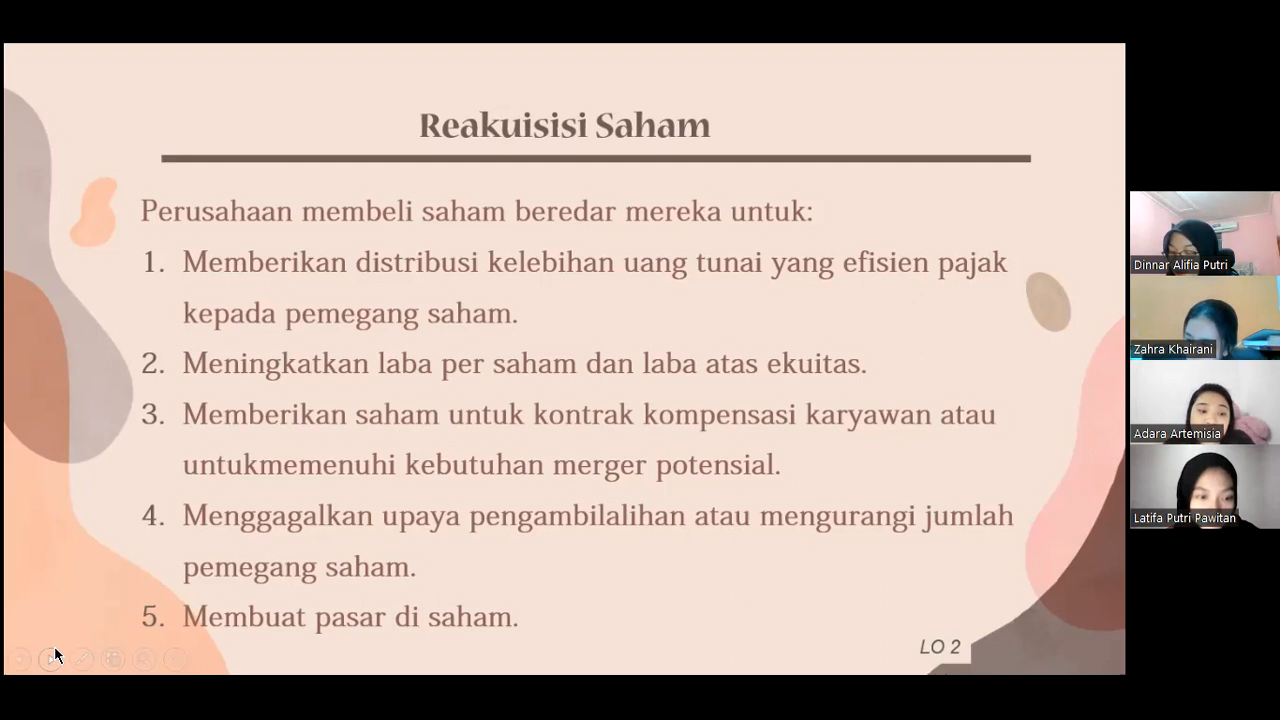 Reakuisisi Saham
Perusahaan membeli saham beredar mereka untuk:
1. Memberikan distribusi kelebihan uang tunai yang efisien pajak
kepada pemegang saham.
2. Meningkatkan laba per saham dan laba atas ekuitas.
3. Memberikan saham untuk kontrak kompensasi karyawan atau
untukmemenuhi kebutuhan merger potensial.
4. Menggagalkan upaya pengambilalihan atau mengurangi jumlah
pemegang saham.
5. Membuat pasar di saham.
LO 2
Dinnar Alifia Putri
Zahra Khairani
Adara Artemisia
Latifa Putri Pawitan